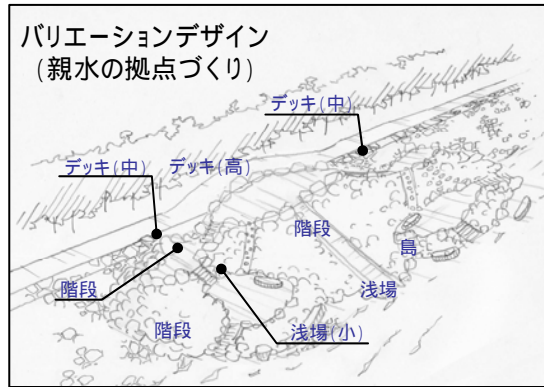 バリエーションデザイン
(親水の拠点づくり)
デッキ(中)
デッキ(中)
デッキ(高)
階段
島
階段
浅場
階段
浅場(小)